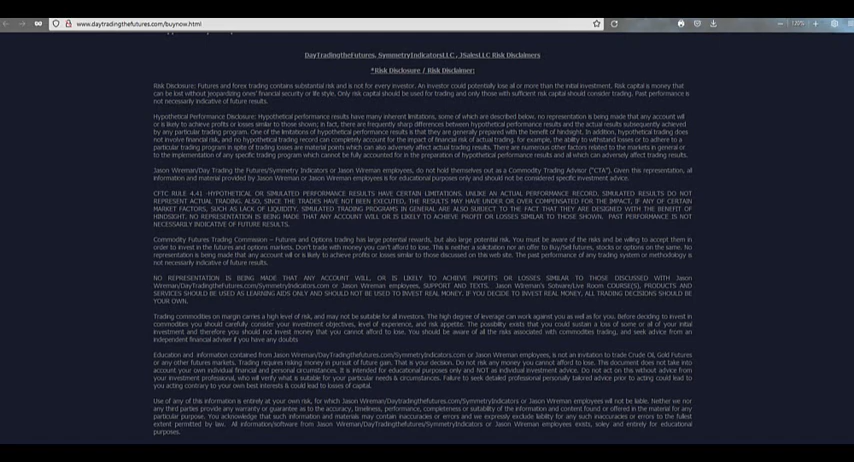 www.daytradingthefutures.com/buynow.html
120%
DayTradingtheFutures, SymmetryIndicatorsLLC , JSalesLLC Risk Disclaimers
*Risk Disclosure / Risk Disclaimer:
Risk Disclosure: Futures and forex trading contains substantial risk and is not for every investor. An investor could potentially lose all or more than the initial investment. Risk capital is money that
can be lost without jeopardizing ones' financial security or life style. Only risk capital should be used for trading and only those with sufficient risk capital should consider trading. Past performance is
not necessarily indicative of future results.
Hypothetical Performance Disclosure: Hypothetical performance results have many inherent limitations, some of which are described below. no representation is being made that any account will
or is likely to achieve profits or losses similar to those shown; in fact, there are frequently sharp differences between hypothetical performance results and the actual results subsequently achieved
by any particular trading program. One of the limitations of hypothetical performance results is that they are generally prepared with the benefit of hindsight. In addition, hypothetical trading does
not involve financial risk, and no hypothetical trading record can completely account for the impact of financial risk of actual trading. for example, the ability to withstand losses or to adhere to a
particular trading program in spite of trading losses are material points which can also adversely affect actual trading results. There are numerous other factors related to the markets in general or
to the implementation of any specific trading program which cannot be fully accounted for in the preparation of hypothetical performance results and all which can adversely affect trading results.
Jason Wireman/Day Trading the Futures/Symmetry Indicators or Jason Wireman, employees, do not hold themselves out as a Commodity Trading Advisor ("CTA"). Given this representation, all
information and material provided by Jason Wireman or Jason Wireman employees is for educational purposes only and should not be considered specific investment advice.
CFTC RULE 4.41 -HYPOTHETICAL OR SIMULATED PERFORMANCE RESULTS HAVE CERTAIN LIMITATIONS. UNLIKE AN ACTUAL PERFORMANCE RECORD, SIMULATED RESULTS DO NOT
REPRESENT ACTUAL TRADING. ALSO, SINCE THE TRADES HAVE NOT BEEN EXECUTED, THE RESULTS MAY HAVE UNDER OR OVER COMPENSATED FOR THE IMPACT, IF ANY, OF CERTAIN
MARKET FACTORS, SUCH AS LACK OF LIQUIDITY. SIMULATED TRADING PROGRAMS IN GENERAL ARE ALSO SUBJECT TO THE FACT THAT THEY ARE DESIGNED WITH THE BENEFIT OF
HINDSIGHT. NO REPRESENTATION IS BEING MADE THAT ANY ACCOUNT WILL OR IS LIKELY TO ACHIEVE PROFIT OR LOSSES SIMILAR TO THOSE SHOWN. PAST PERFORMANCE IS NOT
NECESSARILY INDICATIVE OF FUTURE RESULTS.
Commodity Futures Trading Commission – Futures and Options trading has large potential rewards, but also large potential risk. You must be aware of the risks and be willing to accept them in
order to invest in the futures and options markets. Don't trade with money you can't afford to lose. This is neither a solicitation nor an offer to Buy/Sell futures, stocks or options on the same. No
representation is being made that any account will or is likely to achieve profits or losses similar to those discussed on this web site. The past performance of any trading system or methodology is
not necessarily indicative of future results.
NO REPRESENTATION IS BEING MADE THAT ANY ACCOUNT WILL, OR IS LIKELY TO ACHIEVE PROFITS OR LOSSES SIMILAR TO THOSE DISCUSSED WITH Jason
Wireman/DayTradingtheFutures/SymmetryIndicators.com or Jason Wireman employees, SUPPORT AND TEXTS. Jason Wireman's Sotware/Live Room COURSE(S), PRODUCTS AND
SERVICES SHOULD BE USED AS LEARNING AIDS ONLY AND SHOULD NOT BE USED TO INVEST REAL MONEY. IF YOU DECIDE TO INVEST REAL MONEY, ALL TRADING DECISIONS SHOULD BE
YOUR OWN.
Trading commodities on margin carries a high level of risk, and may not be suitable for all investors. The high degree of leverage can work against you as well as for you. Before deciding to invest in
commodities you should carefully consider your investment objectives, level of experience, and risk appetite. The possibility exists that you could sustain a loss of some or all of your initial
investment and therefore you should not invest money that you cannot afford to lose. You should be aware of all the risks associated with commodities trading, and seek advice from an
independent financial adviser if you have any doubts
Education and information contained from Jason Wireman/DayTradingthefutures.com/SymmetryIndicators.com or Jason Wireman employees, is not an invitation to trade Crude Oil, Gold Futures
or any other futures markets. Trading requires risking money in pursuit of future gain. That is your decision. Do not risk any money you cannot afford to lose. This document does not take into
account your own individual financial and personal circumstances. It is intended for educational purposes only and NOT as individual investment advice. Do not act on this without advice from
your investment professional, who will verify what is suitable for your particular needs & circumstances. Failure to seek detailed professional personally tailored advice prior to acting could lead to
you acting contrary to your own best interests & could lead to losses of capital.
Use of any of this information is entirely at your own risk, for which Jason Wireman/DayTradingthefutures.com/SymmetryIndicators or Jason Wireman employees will not be liable. Neither we nor
any third parties provide any warranty or guarantee as to the accuracy, timeliness, performance, completeness or suitability of the information and content found or offered in the material for any
particular purpose. You acknowledge that such information and materials may contain inaccuracies or errors and we expressly exclude liability for any such inaccuracies or errors to the fullest
extent permitted by law. All information/software from Jason Wireman/DayTradingthefutures/SymmetryIndicators or Jason Wireman employees exists, soley and entirely for educational
purposes.